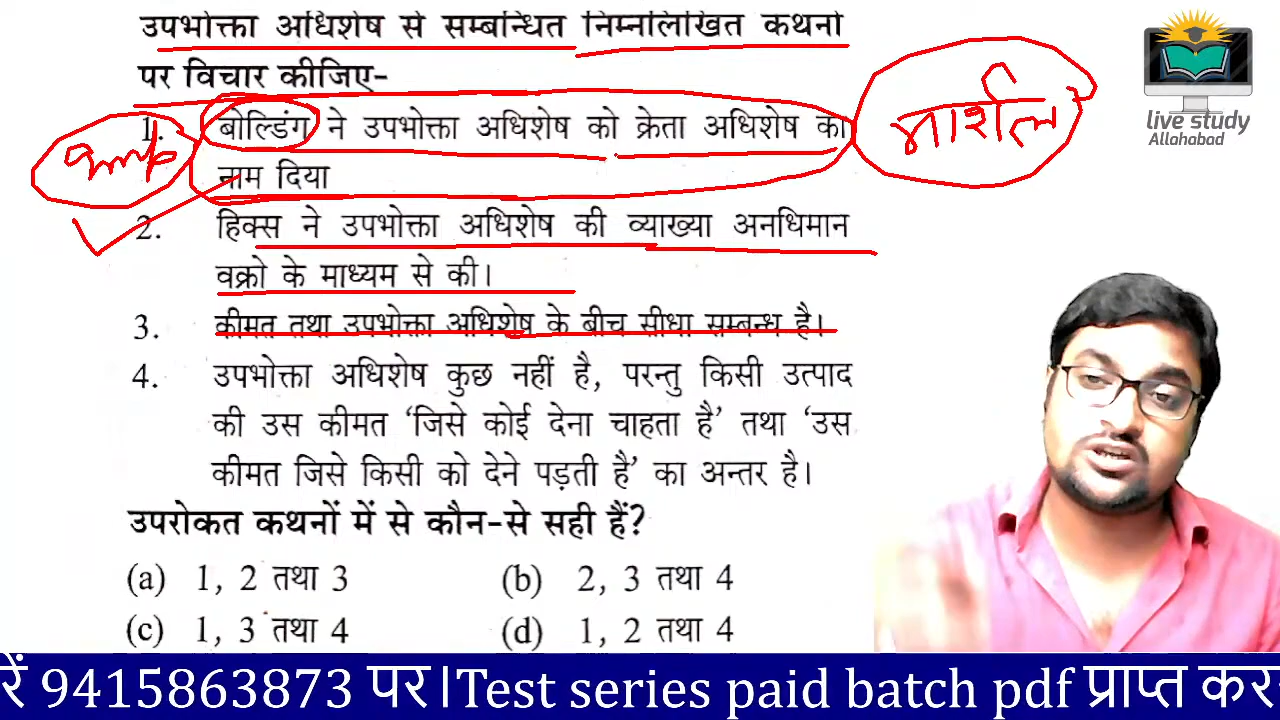 उपभोक्ता अधिशेष से सम्बन्धित निम्नलिखित कथनों
पर विचार कीजिए-
1. बोल्डिंग ने उपभोक्ता अधिशेष को क्रेता अधिशेष का
नाम दिया
मार्शल
Imp
2. हिक्स ने उपभोक्ता अधिशेष की व्याख्या अनधिमान
वक्रो के माध्यम से की।
3. कीमत तथा उपभोक्ता अधिशेष के बीच सीधा सम्बन्ध है।
4. उपभोक्ता अधिशेष कुछ नहीं है, परन्तु किसी उत्पाद
की उस कीमत ‘जिसे कोई देना चाहता है’ तथा ‘उस
कीमत जिसे किसी को देने पड़ती है’ का अन्तर है।
उपरोकत कथनों में से कौन-से सही हैं?
(a) 1, 2 तथा 3 (b) 2, 3 तथा 4
(c) 1, 3 तथा 4 (d) 1, 2 तथा 4
live study
Allahabad
रें 9415863873 पर।Test series paid batch pdf प्राप्त कर